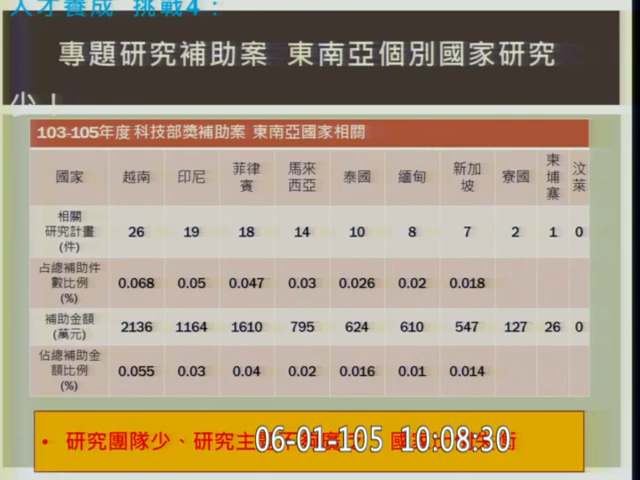 人才養成 挑戰4：
專題研究補助案 東南亞個別國家研究
少！
103-105年度科技部獎補助案 東南亞國家相關
國家 越南 印尼 菲律賓 馬來西亞 泰國 緬甸 新加坡 寮國 柬埔寨 汶萊
相關研究計畫(件) 26 19 18 14 10 8 7 2 1 0
占總補助件數比例(%) 0.068 0.05 0.047 0.03 0.026 0.02 0.018
補助金額(萬元) 2136 1164 1610 795 624 610 547 127 26 0
佔總補助金額比例(%) 0.055 0.03 0.04 0.02 0.016 0.01 0.014
• 研究團隊少、研究主
06-01-105 10:08:30